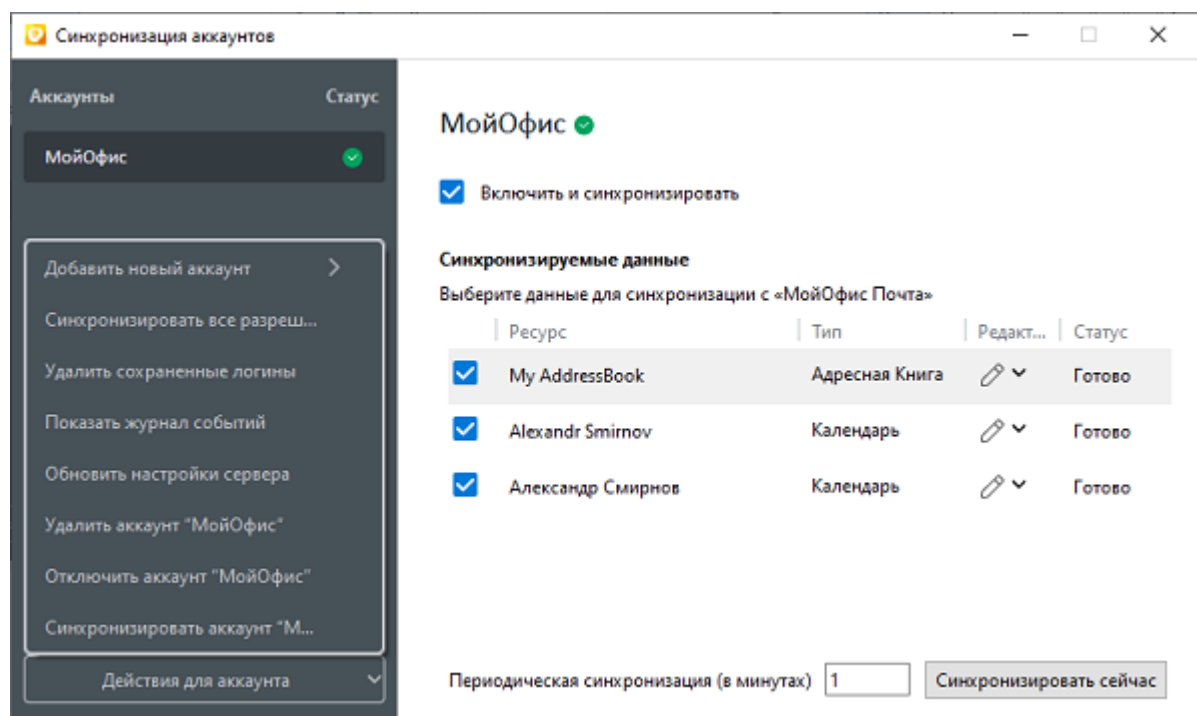 Синхронизация аккаунтов
Аккаунты Статус
МойОфис
Добавить новый аккаунт
Синхронизировать все разреш...
Удалить сохраненные логины
Показать журнал событий
Обновить настройки сервера
Удалить аккаунт "МойОфис"
Отключить аккаунт "МойОфис"
Синхронизировать аккаунт "М...
Действия для аккаунта
МойОфис
Включить и синхронизировать
Синхронизируемые данные
Выберите данные для синхронизации с «МойОфис Почта»
Ресурс Тип Редакт... Статус
My AddressBook Адресная Книга Готово
Alexandr Smirnov Календарь Готово
Александр Смирнов Календарь Готово
Периодическая синхронизация (в минутах) 1 Синхронизировать сейчас